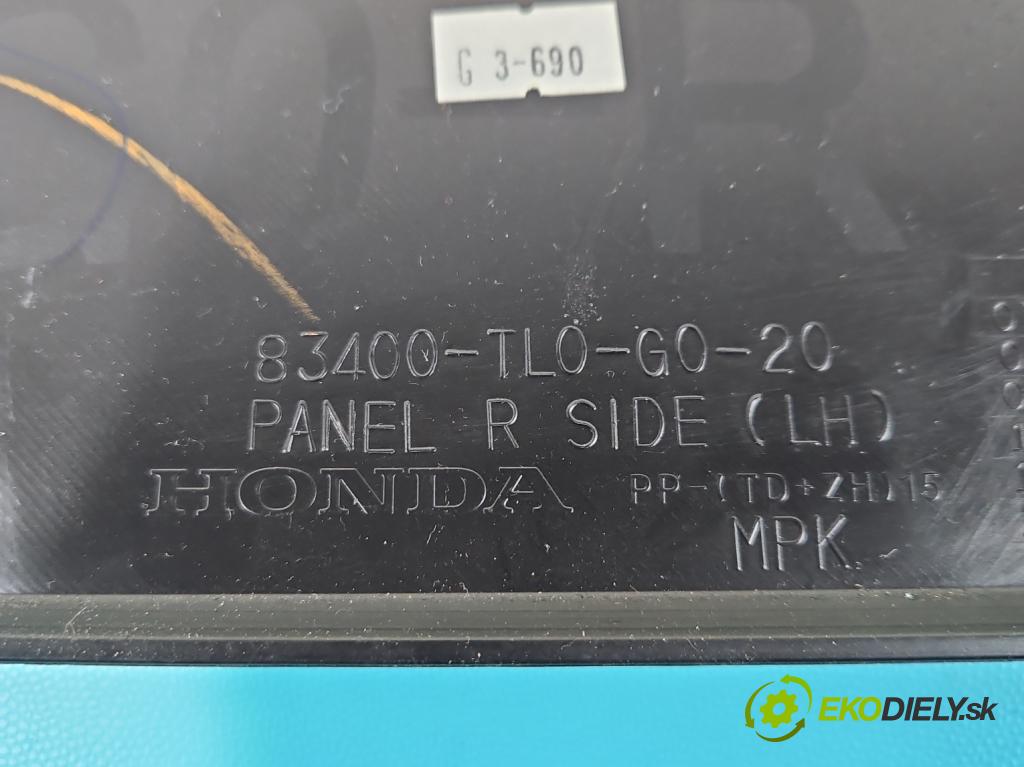 G 3-690
R
83400-TL0-G0-20
PANEL R SIDE (LH)
HONDA PP-(TD+ZH)15
MPK
EKODIELY.sk